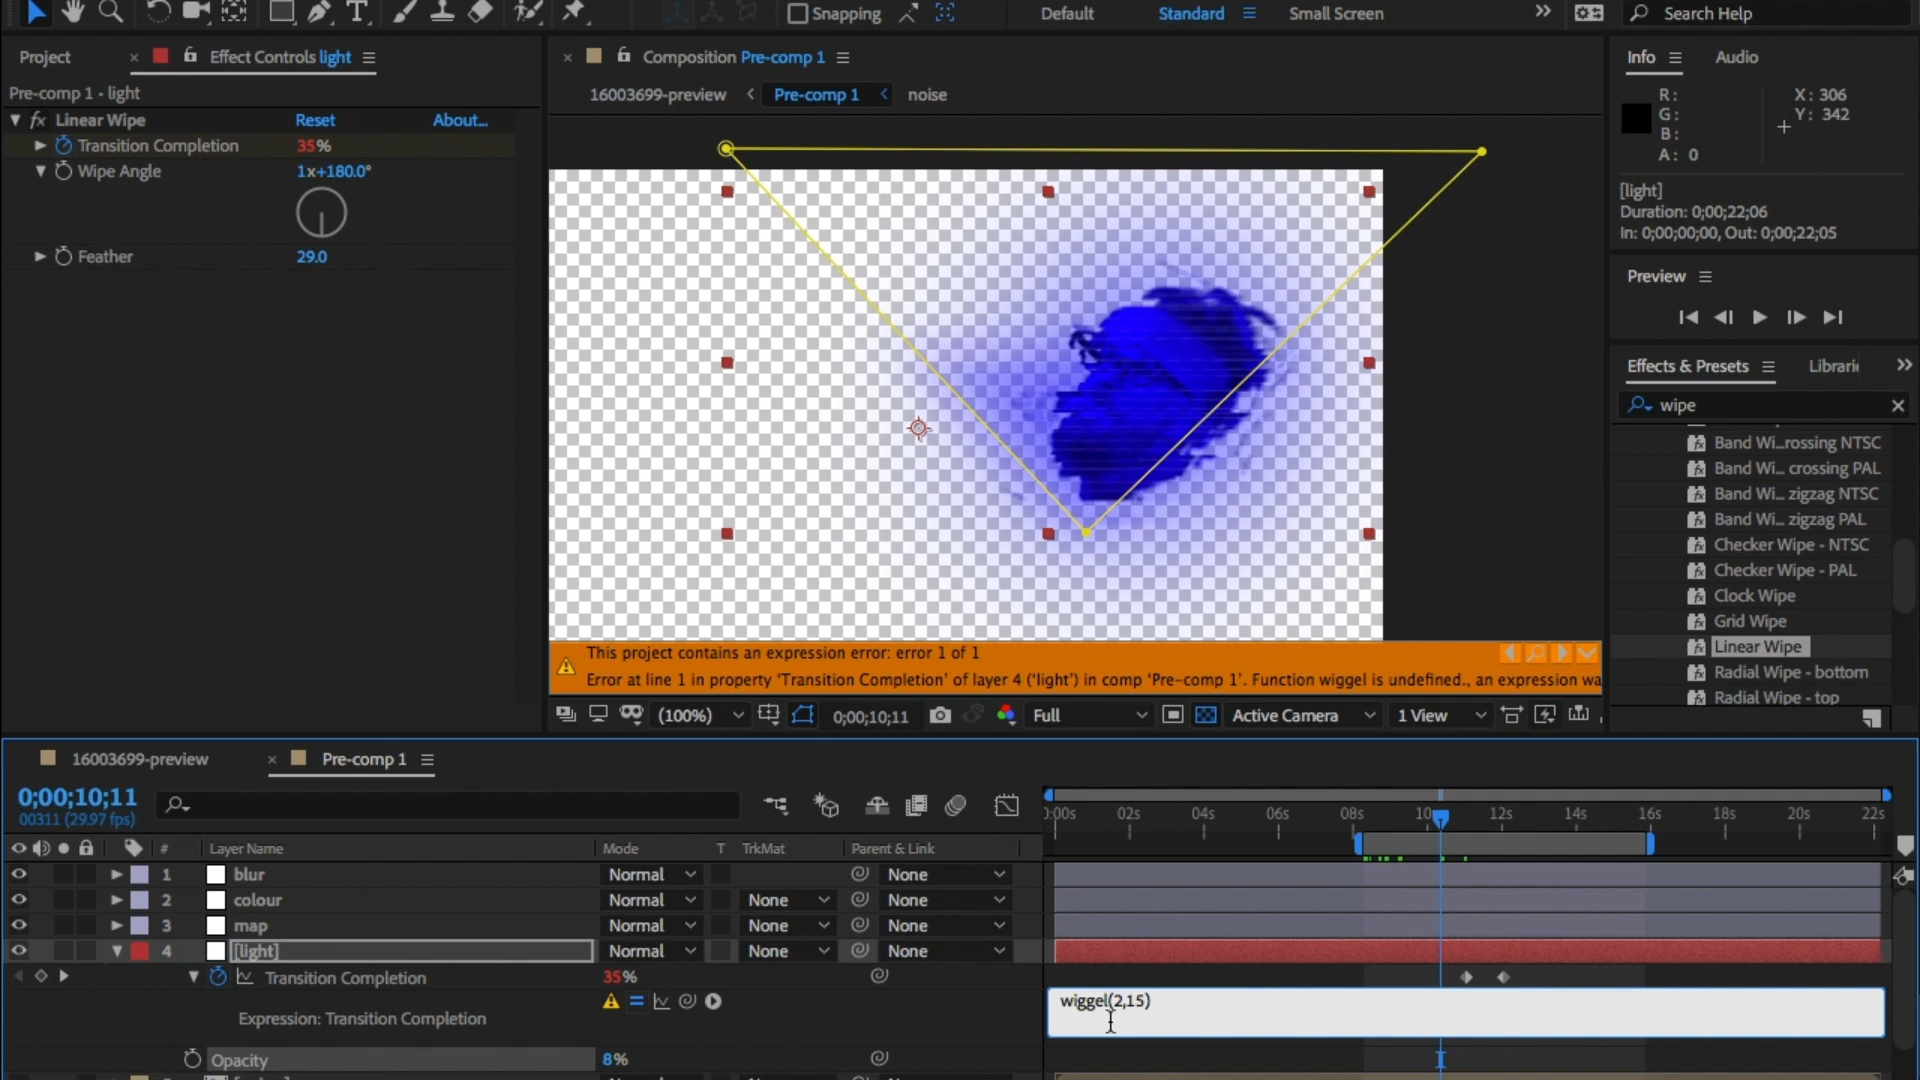 Snapping
Default
Standard
Small Screen
Search Help
Project
Effect Controls light
Pre-comp 1 • light
fx Linear Wipe Reset About...
Transition Completion 35%
Wipe Angle 1x+180.0°
Feather 29.0
Composition Pre-comp 1
16003699-preview
Pre-comp 1
noise
Info Audio
R: X: 306
G: Y: 342
B:
A: 0
[light]
Duration: 0;00;22;06
In: 0;00;00;00, Out: 0;00;22;05
Preview
Effects & Presets Librari
wipe
Band Wi...rossing NTSC
Band Wi... crossing PAL
Band Wi... zigzag NTSC
Band Wi... zigzag PAL
Checker Wipe - NTSC
Checker Wipe - PAL
Clock Wipe
Grid Wipe
Linear Wipe
Radial Wipe - bottom
Radial Wipe - top
This project contains an expression error: error 1 of 1
Error at line 1 in property 'Transition Completion' of layer 4 ('light') in comp 'Pre-comp 1'. Function wiggel is undefined., an expression wa
(100%) 0;00;10;11 Full Active Camera 1 View
16003699-preview
Pre-comp 1
0;00;10;11
00311 (29.97 fps)
0:00s 02s 04s 06s 08s 10 12s 14s 16s 18s 20s 22s
# Layer Name Mode T TrkMat Parent & Link
1 blur Normal None
2 colour Normal None None
3 map Normal None None
4 [light] Normal None None
Transition Completion 35%
wiggel(2,15)
Expression: Transition Completion
Opacity 8%